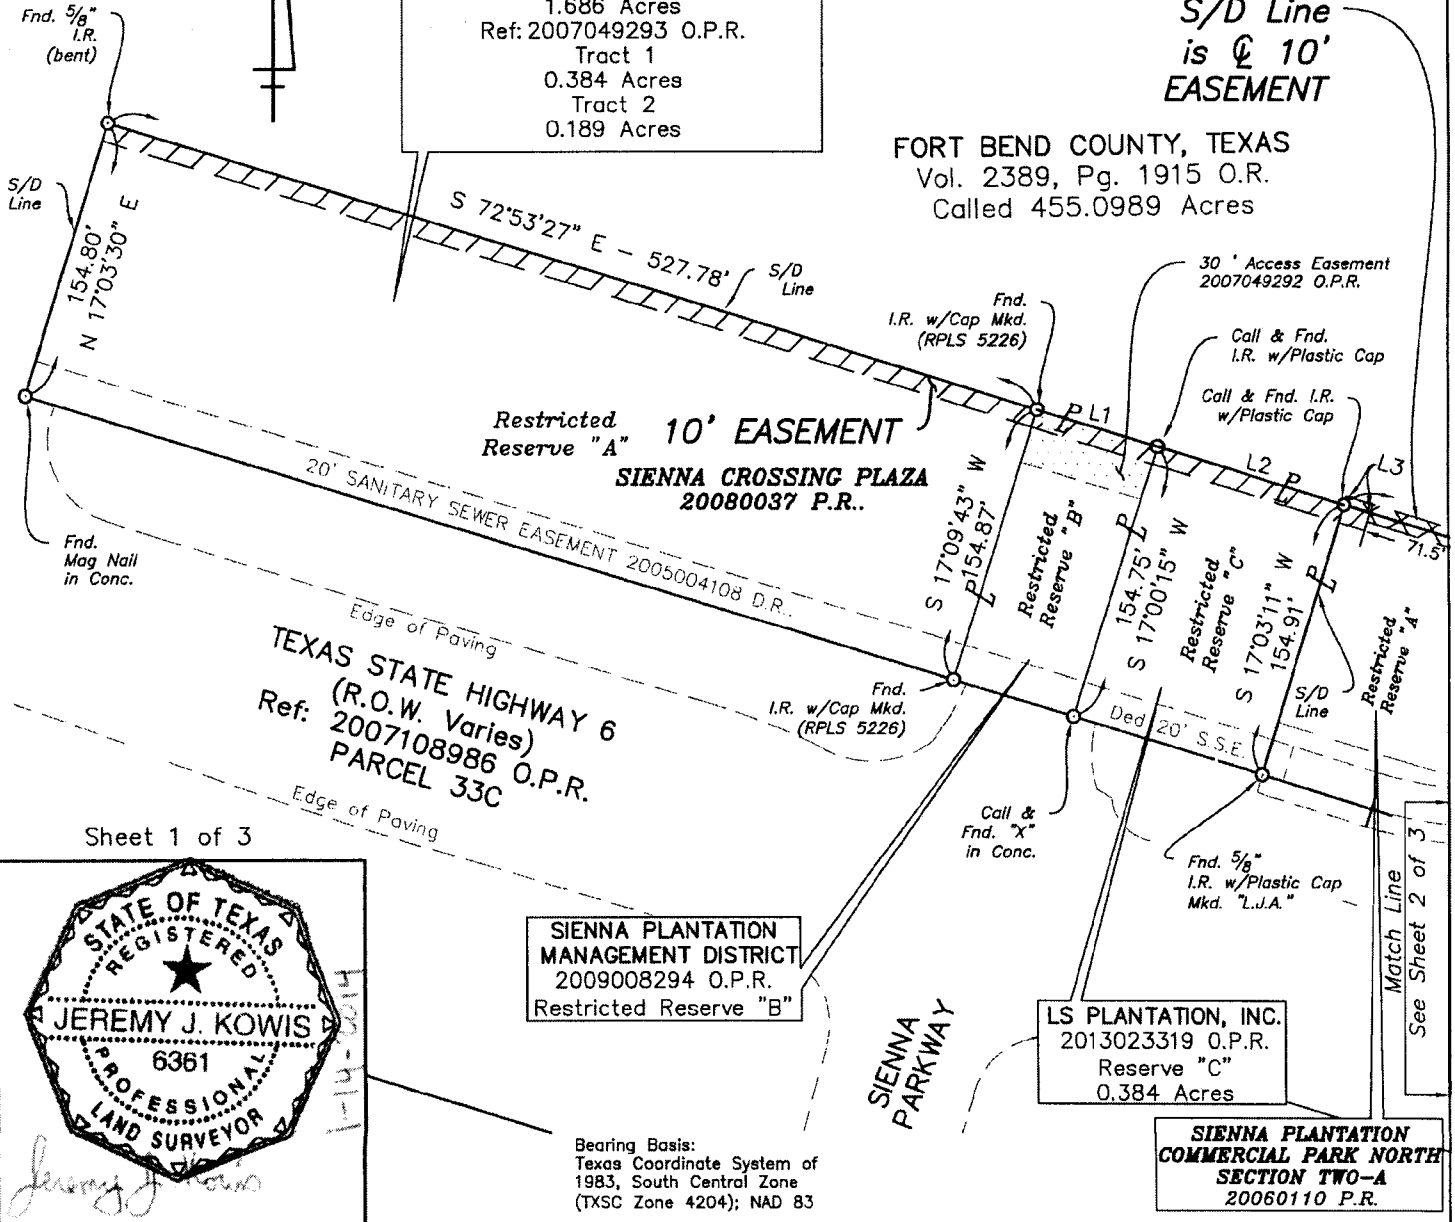 1.686 Acres
Ref: 2007049293 O.P.R.
Tract 1
0.384 Acres
Tract 2
0.189 Acres
Fnd. 5/8"
I.R.
(bent)
S/D Line
is ℄ 10'
EASEMENT
FORT BEND COUNTY, TEXAS
Vol. 2389, Pg. 1915 O.R.
Called 455.0989 Acres
S/D
Line
154.80'
N 17°03'30" E
S 72°53'27" E - 527.78'
S/D
Line
30 ' Access Easement
2007049292 O.P.R.
Fnd.
I.R. w/Cap Mkd.
(RPLS 5226)
Call & Fnd.
I.R. w/Plastic Cap
Call & Fnd. I.R.
w/Plastic Cap
L1
L2
L3
71.5'
Restricted
Reserve "A"
10' EASEMENT
SIENNA CROSSING PLAZA
20080037 P.R..
20' SANITARY SEWER EASEMENT 2005004108 D.R..
Fnd.
Mag Nail
in Conc.
S 17°09'43" W
154.87'
Restricted
Reserve "B"
154.75'
S 17°00'15" W
Restricted
Reserve "C"
S 17°03'11" W
154.91'
S/D
Line
Restricted
Reserve "A"
Edge of Paving
TEXAS STATE HIGHWAY 6
(R.O.W. Varies)
Ref: 2007108986 O.P.R.
PARCEL 33C
Edge of Paving
Fnd.
I.R. w/Cap Mkd.
(RPLS 5226)
Ded. 20' S.S.E.
Call &
Fnd. "X"
in Conc.
Fnd. 5/8"
I.R. w/Plastic Cap
Mkd. "L.J.A."
Match Line
See Sheet 2 of 3
Sheet 1 of 3
STATE OF TEXAS
REGISTERED
JEREMY J. KOWIS
6361
PROFESSIONAL
LAND SURVEYOR
Jeremy J. Kowis
1-14-2014
SIENNA PLANTATION
MANAGEMENT DISTRICT
2009008294 O.P.R.
Restricted Reserve "B"
SIENNA
PARKWAY
LS PLANTATION, INC.
2013023319 O.P.R.
Reserve "C"
0.384 Acres
SIENNA PLANTATION
COMMERCIAL PARK NORTH
SECTION TWO-A
20060110 P.R.
Bearing Basis:
Texas Coordinate System of
1983, South Central Zone
(TXSC Zone 4204); NAD 83